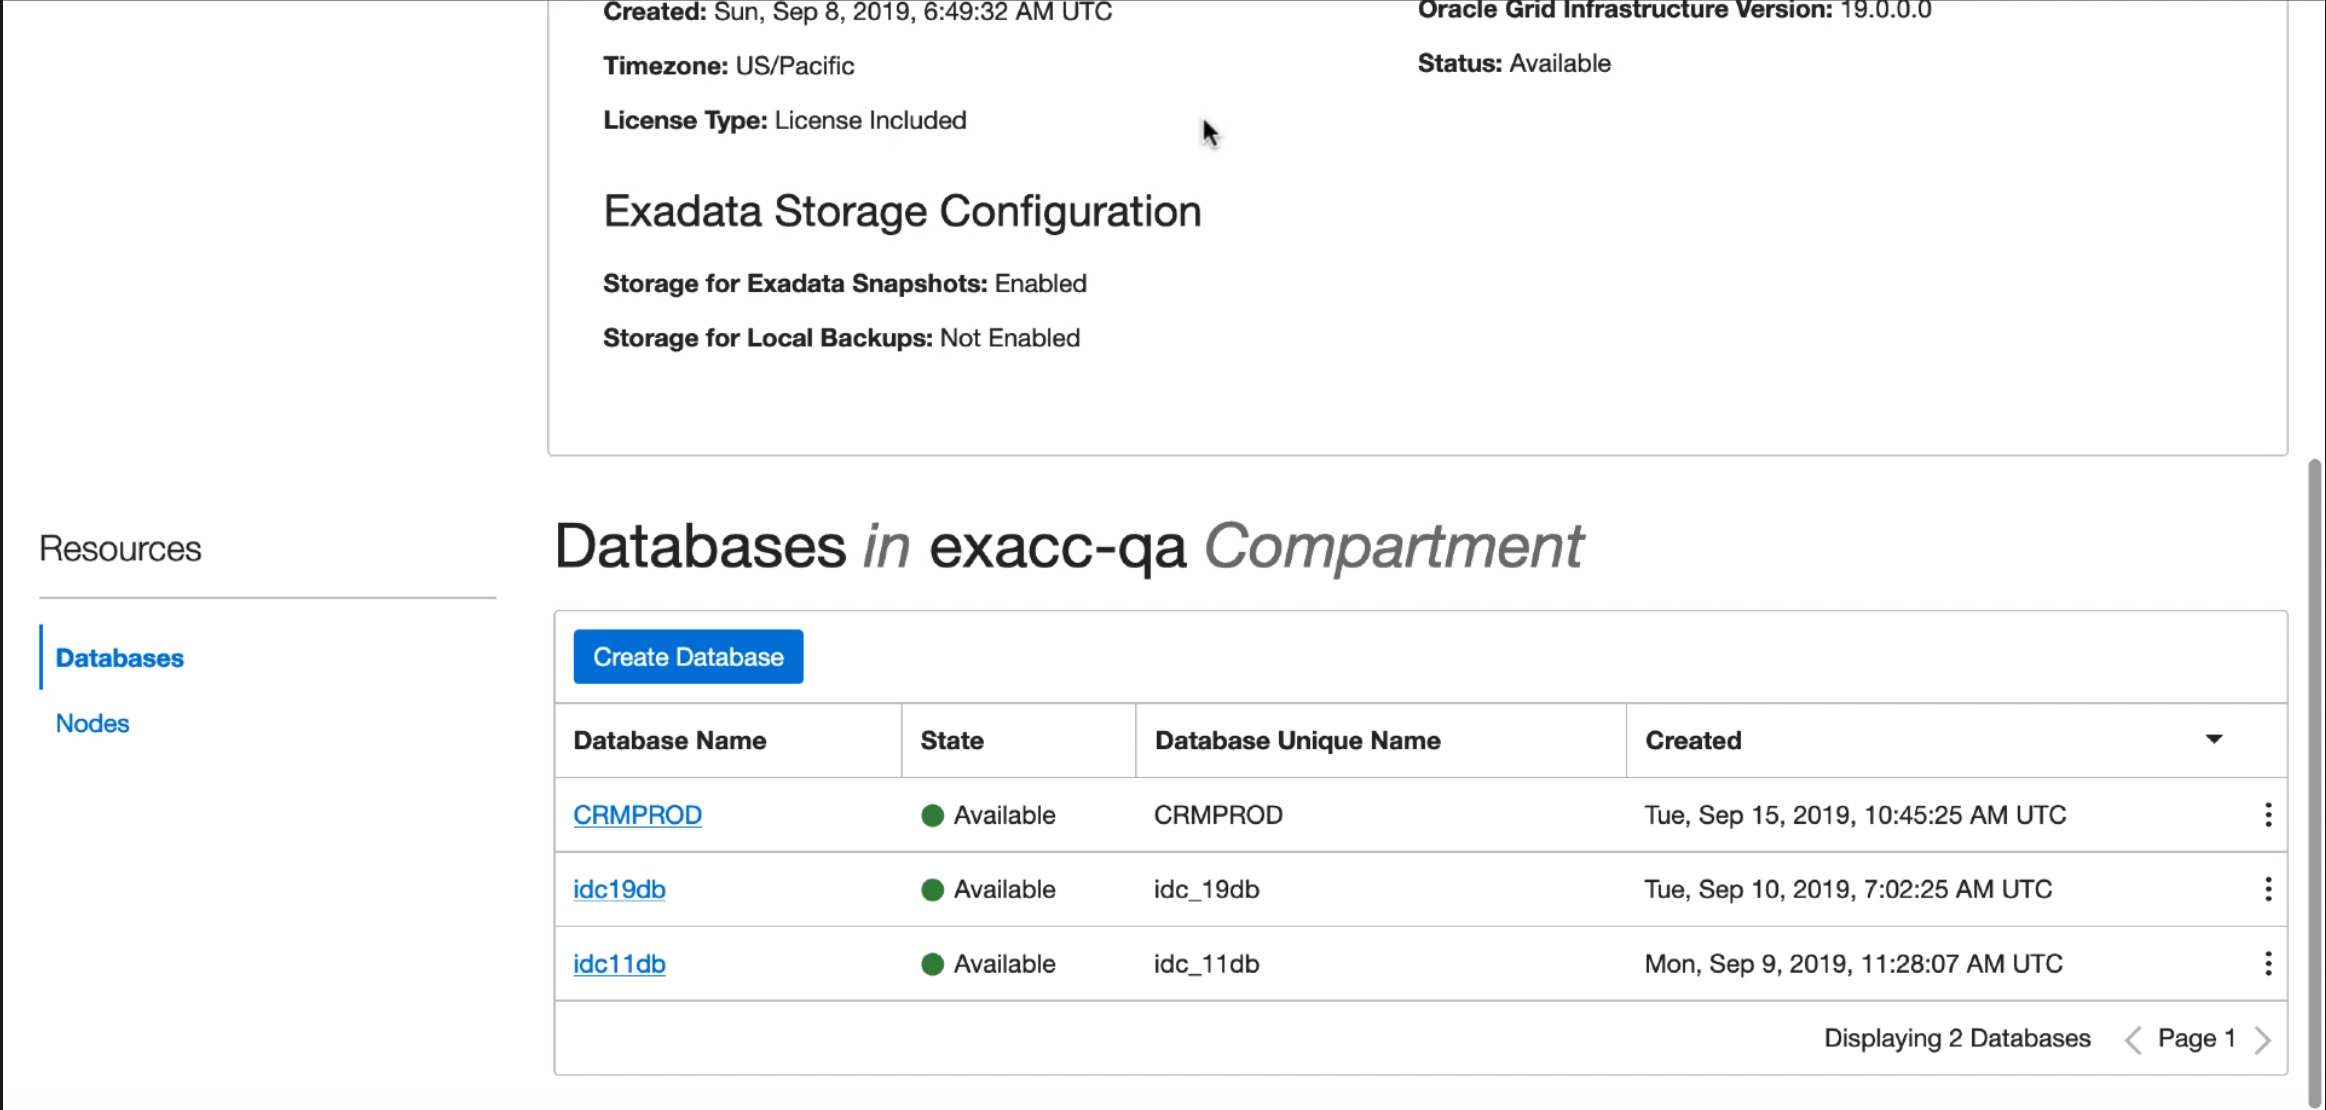 Created: Sun, Sep 8, 2019, 6:49:32 AM UTC
Oracle Grid Infrastructure Version: 19.0.0.0
Timezone: US/Pacific
Status: Available
License Type: License Included
Exadata Storage Configuration
Storage for Exadata Snapshots: Enabled
Storage for Local Backups: Not Enabled
Resources
Databases
Nodes
Databases in exacc-qa Compartment
Create Database
Database Name State Database Unique Name Created
CRMPROD Available CRMPROD Tue, Sep 15, 2019, 10:45:25 AM UTC
idc19db Available idc_19db Tue, Sep 10, 2019, 7:02:25 AM UTC
idc11db Available idc_11db Mon, Sep 9, 2019, 11:28:07 AM UTC
Displaying 2 Databases Page 1